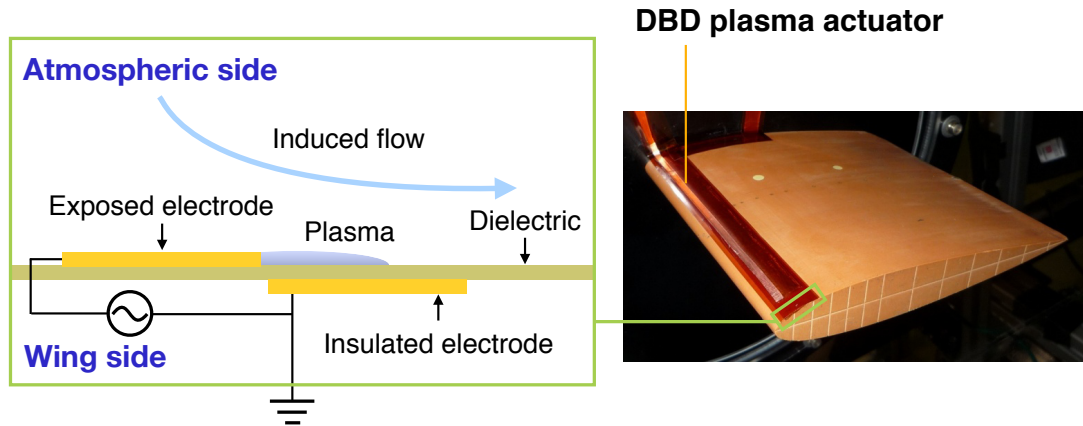 DBD plasma actuator
Atmospheric side
Induced flow
Exposed electrode
Plasma
Dielectric
Insulated electrode
Wing side